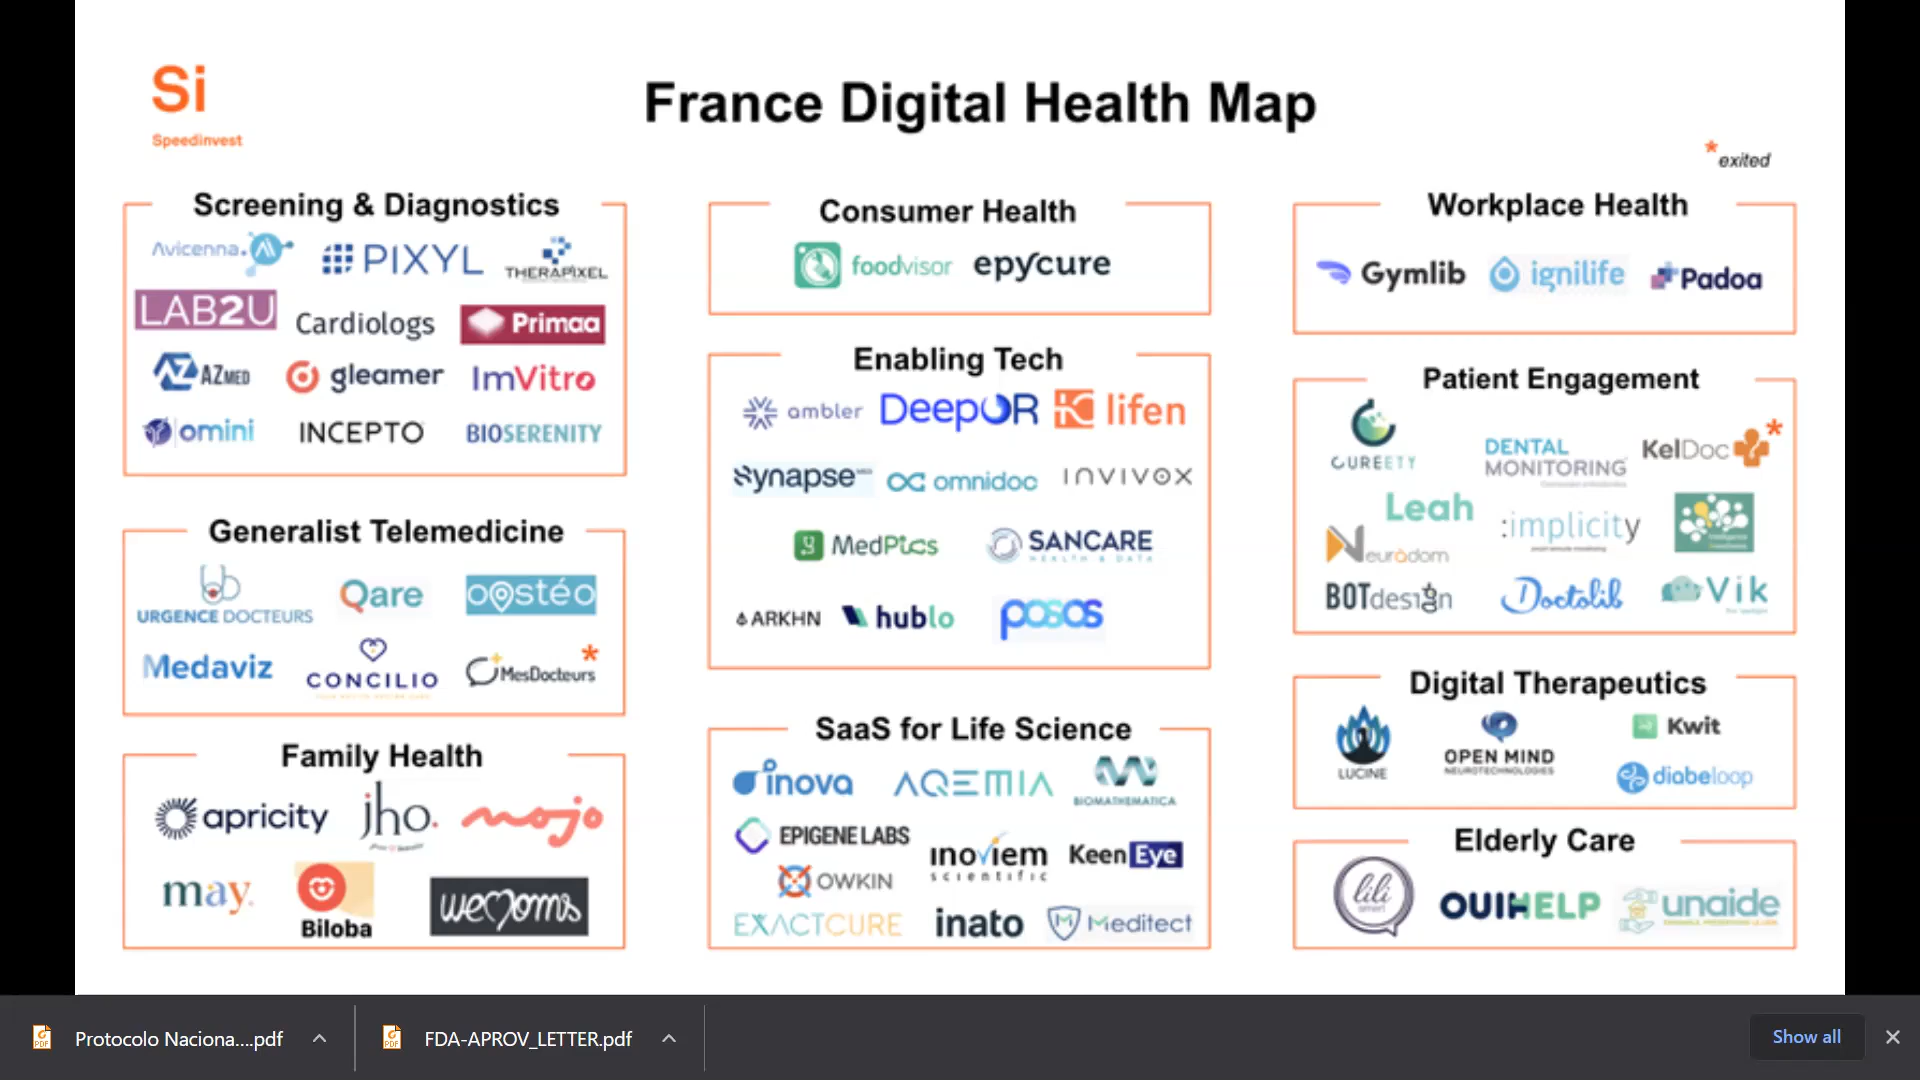 Si
Speedinvest
France Digital Health Map
* exited
Screening & Diagnostics
Avicenna. PIXYL THERAPIXEL
LAB2U Cardiologs Primaa
AZMED gleamer ImVitro
omini INCEPTO BIOSERENITY
Generalist Telemedicine
URGENCE DOCTEURS Qare oostéo
Medaviz CONCILIO MesDocteurs *
Family Health
apricity jho. mojo
may. Biloba wemoms
Consumer Health
foodvisor epycure
Enabling Tech
ambler DeepOR lifen
Synapse omnidoc INVIVOX
MedPics SANCARE
HEALTH & DATA
ARKHN hublo posos
SaaS for Life Science
inova AQEMIA BIOMATHEMATICA
EPIGENE LABS inoviem scientific KeenEye
OWKIN
EXACTCURE inato Meditect
Workplace Health
Gymlib ignilife Padoa
Patient Engagement
CUREETY DENTAL MONITORING KelDoc *
Leah
Neuradom :implicity
BOTdesign Doctolib Vik
Digital Therapeutics
LUCINE OPEN MIND NEUROTECHNOLOGIES Kwit
diabeloop
Elderly Care
lili smart OUIHELP unaide
Protocolo Naciona....pdf FDA-APROV_LETTER.pdf Show all